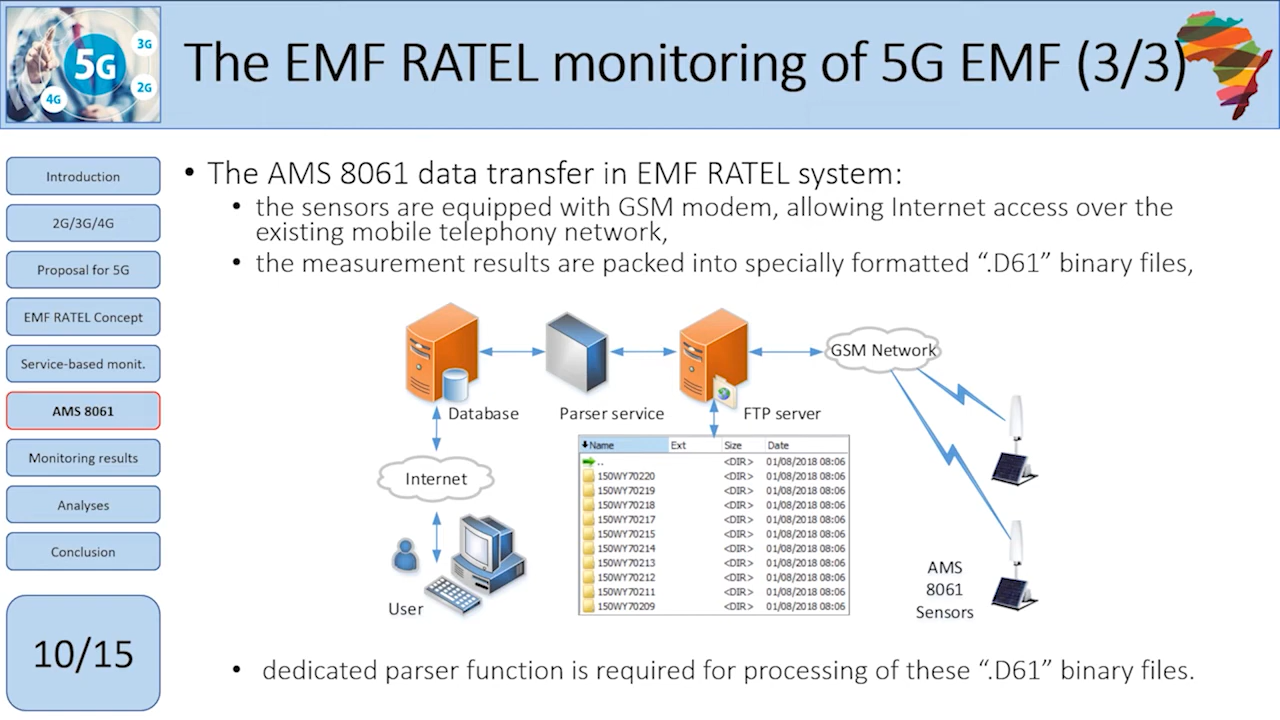 5G
3G
2G
4G
The EMF RATEL monitoring of 5G EMF (3/3)
Introduction
2G/3G/4G
Proposal for 5G
EMF RATEL Concept
Service-based monit.
AMS 8061
Monitoring results
Analyses
Conclusion
10/15
• The AMS 8061 data transfer in EMF RATEL system:
• the sensors are equipped with GSM modem, allowing Internet access over the
existing mobile telephony network,
• the measurement results are packed into specially formatted “.D61” binary files,
GSM Network
Database
Parser service
FTP server
Internet
User
Name Ext Size Date
.. <DIR> 01/08/2018 08:06
150WY70220 <DIR> 01/08/2018 08:06
150WY70219 <DIR> 01/08/2018 08:06
150WY70218 <DIR> 01/08/2018 08:06
150WY70217 <DIR> 01/08/2018 08:06
150WY70215 <DIR> 01/08/2018 08:06
150WY70214 <DIR> 01/08/2018 08:06
150WY70213 <DIR> 01/08/2018 08:06
150WY70212 <DIR> 01/08/2018 08:06
150WY70211 <DIR> 01/08/2018 08:06
150WY70209 <DIR> 01/08/2018 08:06
AMS
8061
Sensors
• dedicated parser function is required for processing of these “.D61” binary files.